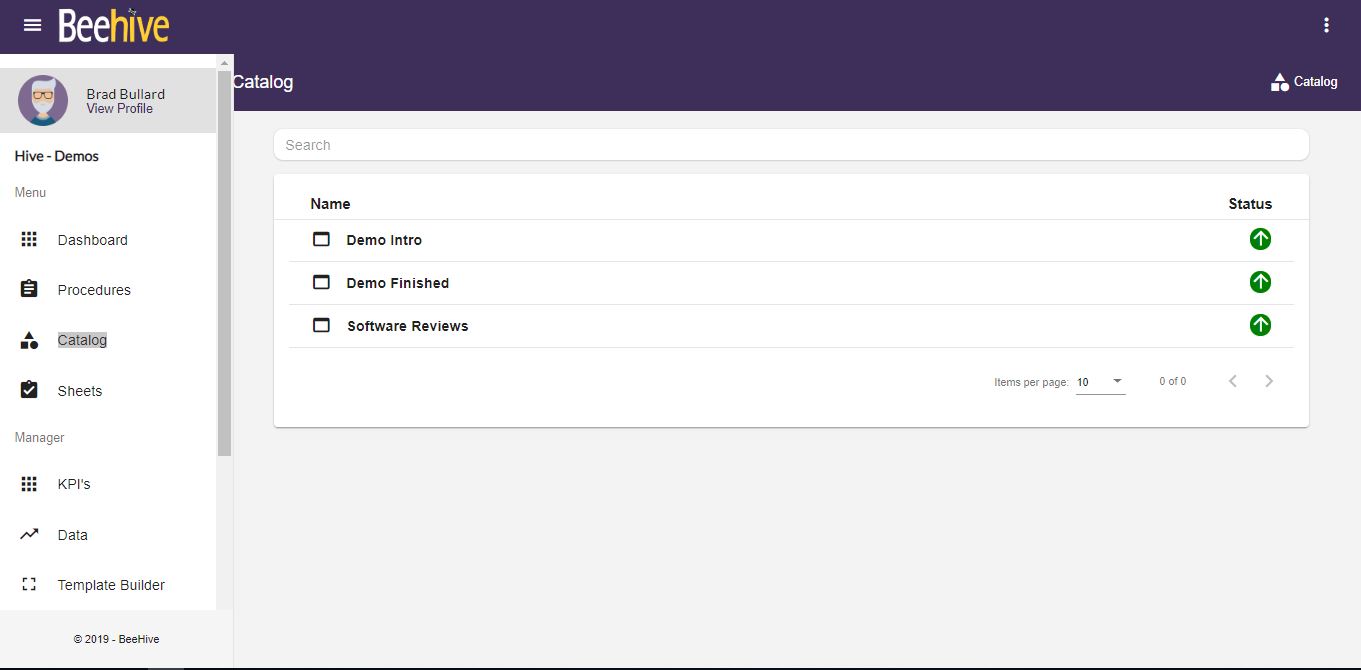 Beehive
Brad Bullard
View Profile
Catalog
Catalog
Hive - Demos
Menu
Dashboard
Procedures
Catalog
Sheets
Manager
KPI's
Data
Template Builder
© 2019 - BeeHive
Search
Name Status
Demo Intro
Demo Finished
Software Reviews
Items per page: 10 0 of 0